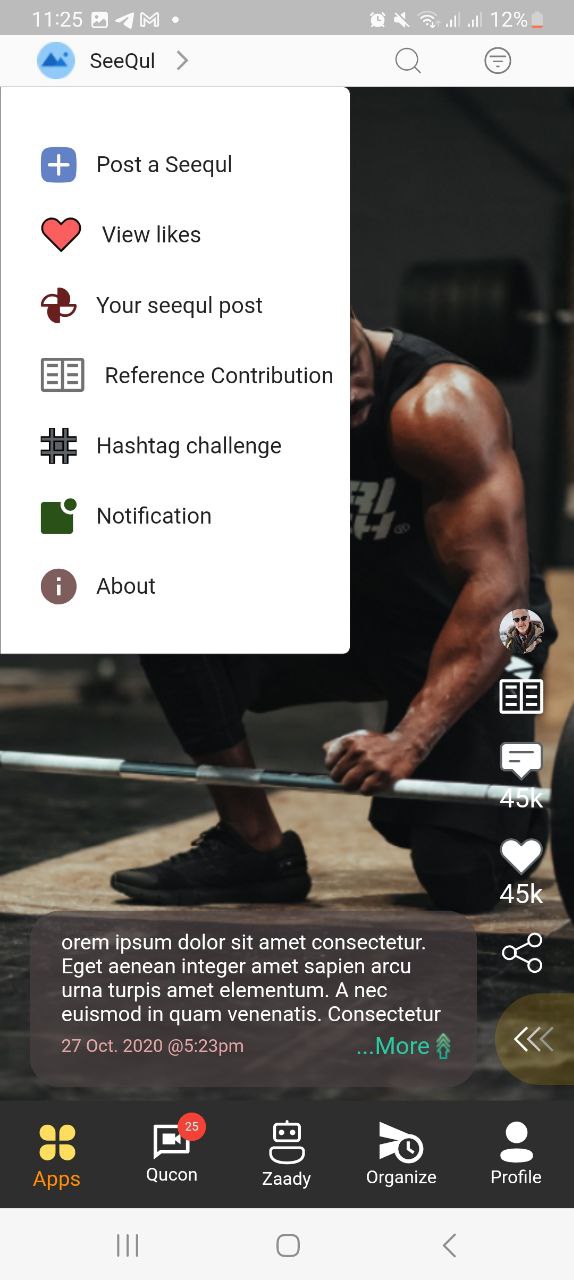 11:25
12%
SeeQul
Post a Seequl
View likes
Your seequl post
Reference Contribution
Hashtag challenge
Notification
About
45k
45k
orem ipsum dolor sit amet consectetur.
Eget aenean integer amet sapien arcu
urna turpis amet elementum. A nec
euismod in quam venenatis. Consectetur
27 Oct. 2020 @5:23pm ...More
25
Apps Qucon Zaady Organize Profile